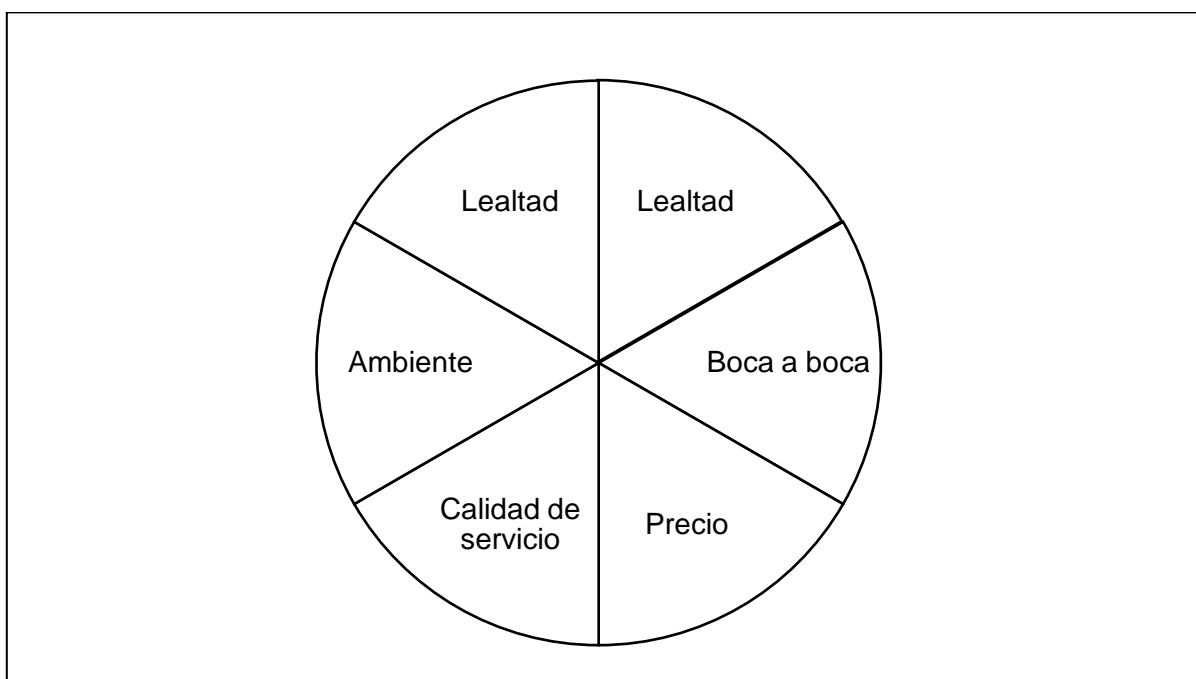 Lealtad
Lealtad
Ambiente
Boca a boca
Calidad de
servicio
Precio